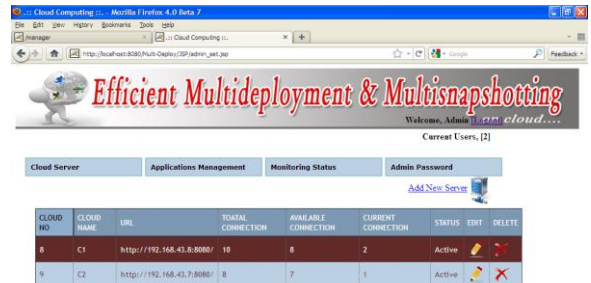 .:: Cloud Computing ::. - Mozilla Firefox 4.0 Beta 7
File Edit View History Bookmarks Tools Help
manager × .:: Cloud Computing ::. × +
http://localhost:8080/Multi-Deploy/JSP/admin_set.jsp Google Feedback
Efficient Multideployment & Multisnapshotting
Welcome, Admin [Logout] cloud....
Current Users, [2]
Cloud Server Applications Management Monitoring Status Admin Password
Add New Server
CLOUD NO CLOUD NAME URL TOATAL CONNECTION AVAILABLE CONNECTION CURRENT CONNECTION STATUS EDIT DELETE
8 C1 http://192.168.43.8:8080/ 10 8 2 Active
9 C2 http://192.168.43.7:8080/ 8 7 1 Active